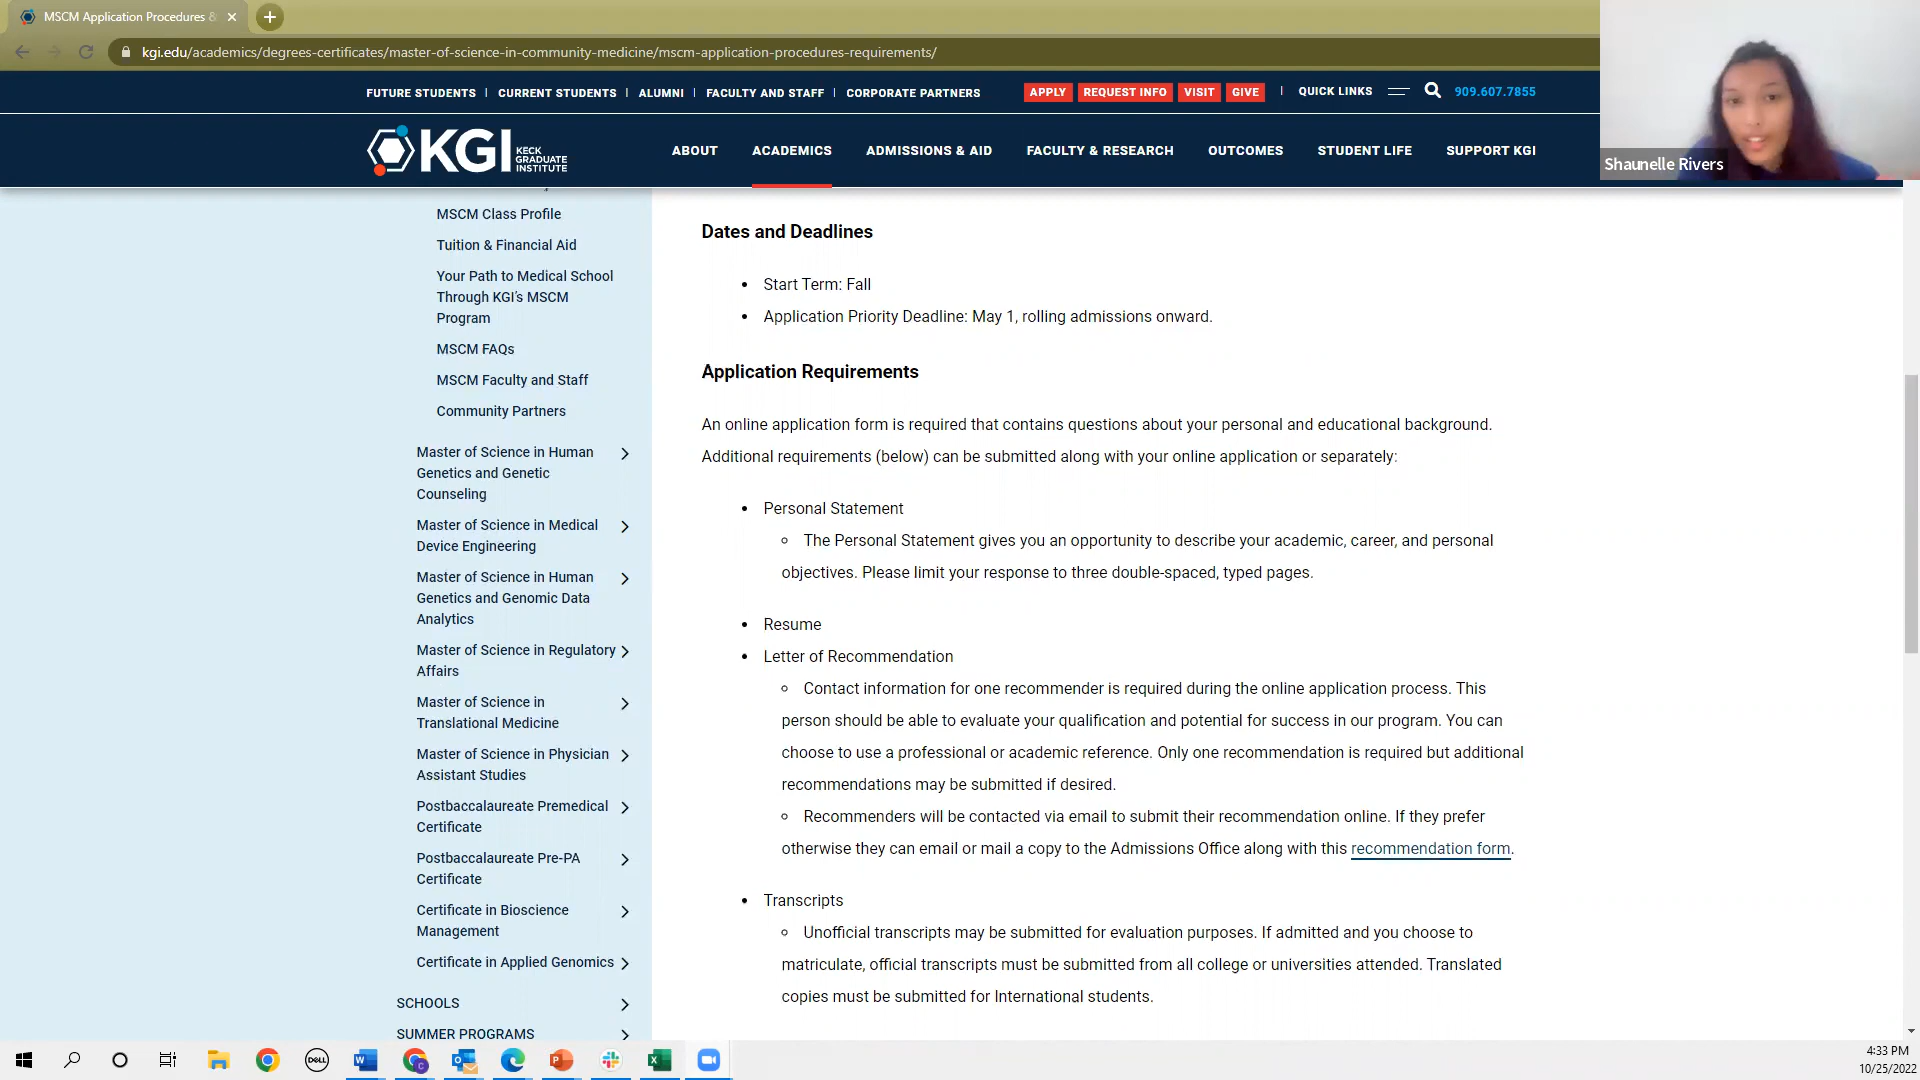 MSCM Application Procedures &
kgi.edu/academics/degrees-certificates/master-of-science-in-community-medicine/mscm-application-procedures-requirements/
FUTURE STUDENTS | CURRENT STUDENTS | ALUMNI | FACULTY AND STAFF | CORPORATE PARTNERS
APPLY REQUEST INFO VISIT GIVE | QUICK LINKS 909.607.7855
KGI KECK
GRADUATE
INSTITUTE
ABOUT ACADEMICS ADMISSIONS & AID FACULTY & RESEARCH OUTCOMES STUDENT LIFE SUPPORT KGI
Shaunelle Rivers
MSCM Class Profile
Tuition & Financial Aid
Your Path to Medical School
Through KGI's MSCM
Program
MSCM FAQs
MSCM Faculty and Staff
Community Partners
Master of Science in Human
Genetics and Genetic
Counseling
Master of Science in Medical
Device Engineering
Master of Science in Human
Genetics and Genomic Data
Analytics
Master of Science in Regulatory
Affairs
Master of Science in
Translational Medicine
Master of Science in Physician
Assistant Studies
Postbaccalaureate Premedical
Certificate
Postbaccalaureate Pre-PA
Certificate
Certificate in Bioscience
Management
Certificate in Applied Genomics
SCHOOLS
SUMMER PROGRAMS
Dates and Deadlines
• Start Term: Fall
• Application Priority Deadline: May 1, rolling admissions onward.
Application Requirements
An online application form is required that contains questions about your personal and educational background.
Additional requirements (below) can be submitted along with your online application or separately:
• Personal Statement
◦ The Personal Statement gives you an opportunity to describe your academic, career, and personal
objectives. Please limit your response to three double-spaced, typed pages.
• Resume
• Letter of Recommendation
◦ Contact information for one recommender is required during the online application process. This
person should be able to evaluate your qualification and potential for success in our program. You can
choose to use a professional or academic reference. Only one recommendation is required but additional
recommendations may be submitted if desired.
◦ Recommenders will be contacted via email to submit their recommendation online. If they prefer
otherwise they can email or mail a copy to the Admissions Office along with this recommendation form.
• Transcripts
◦ Unofficial transcripts may be submitted for evaluation purposes. If admitted and you choose to
matriculate, official transcripts must be submitted from all college or universities attended. Translated
copies must be submitted for International students.
DELL
4:33 PM
10/25/2022